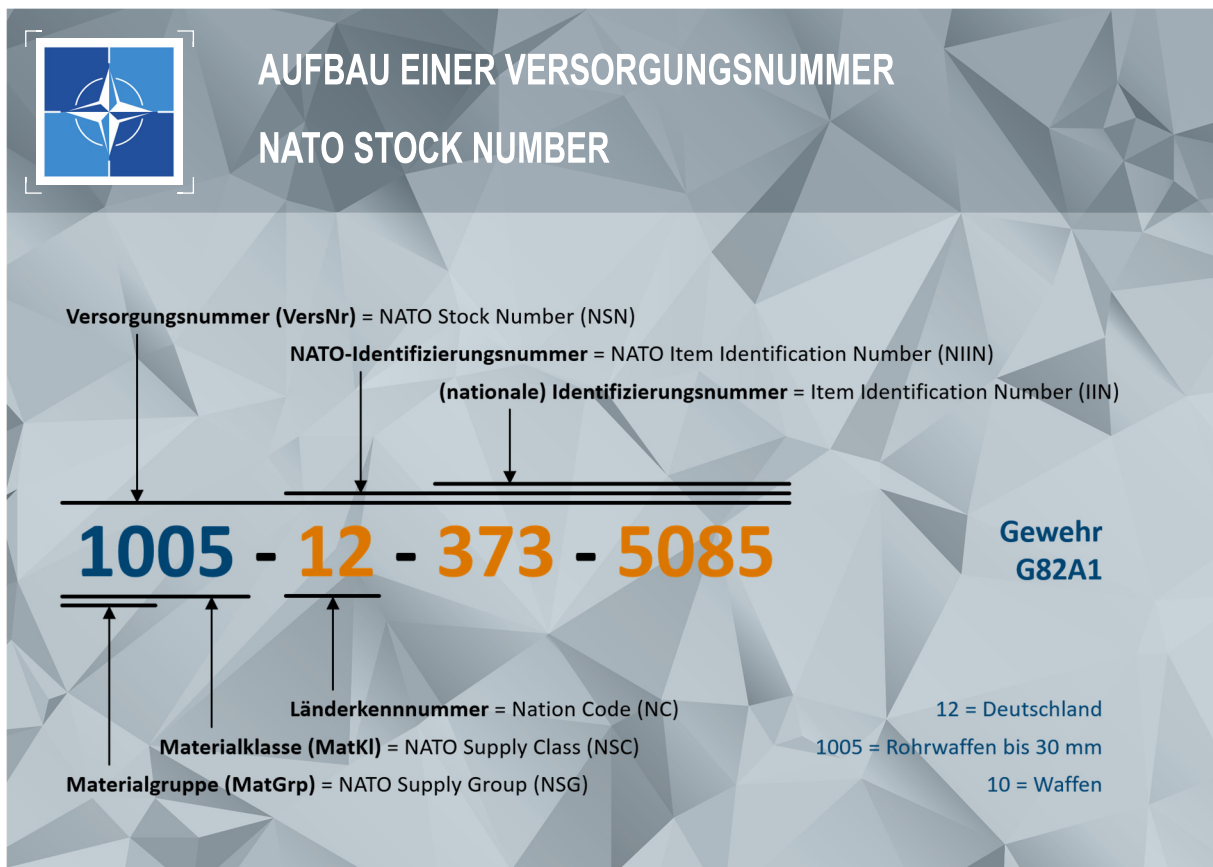 AUFBAU EINER VERSORGUNGSNUMMER
NATO STOCK NUMBER
Versorgungsnummer (VersNr) = NATO Stock Number (NSN)
NATO-Identifizierungsnummer = NATO Item Identification Number (NIIN)
(nationale) Identifizierungsnummer = Item Identification Number (IIN)
1005 - 12 - 373 - 5085
Gewehr
G82A1
Länderkennnummer = Nation Code (NC)
12 = Deutschland
Materialklasse (MatKl) = NATO Supply Class (NSC)
1005 = Rohrwaffen bis 30 mm
Materialgruppe (MatGrp) = NATO Supply Group (NSG)
10 = Waffen